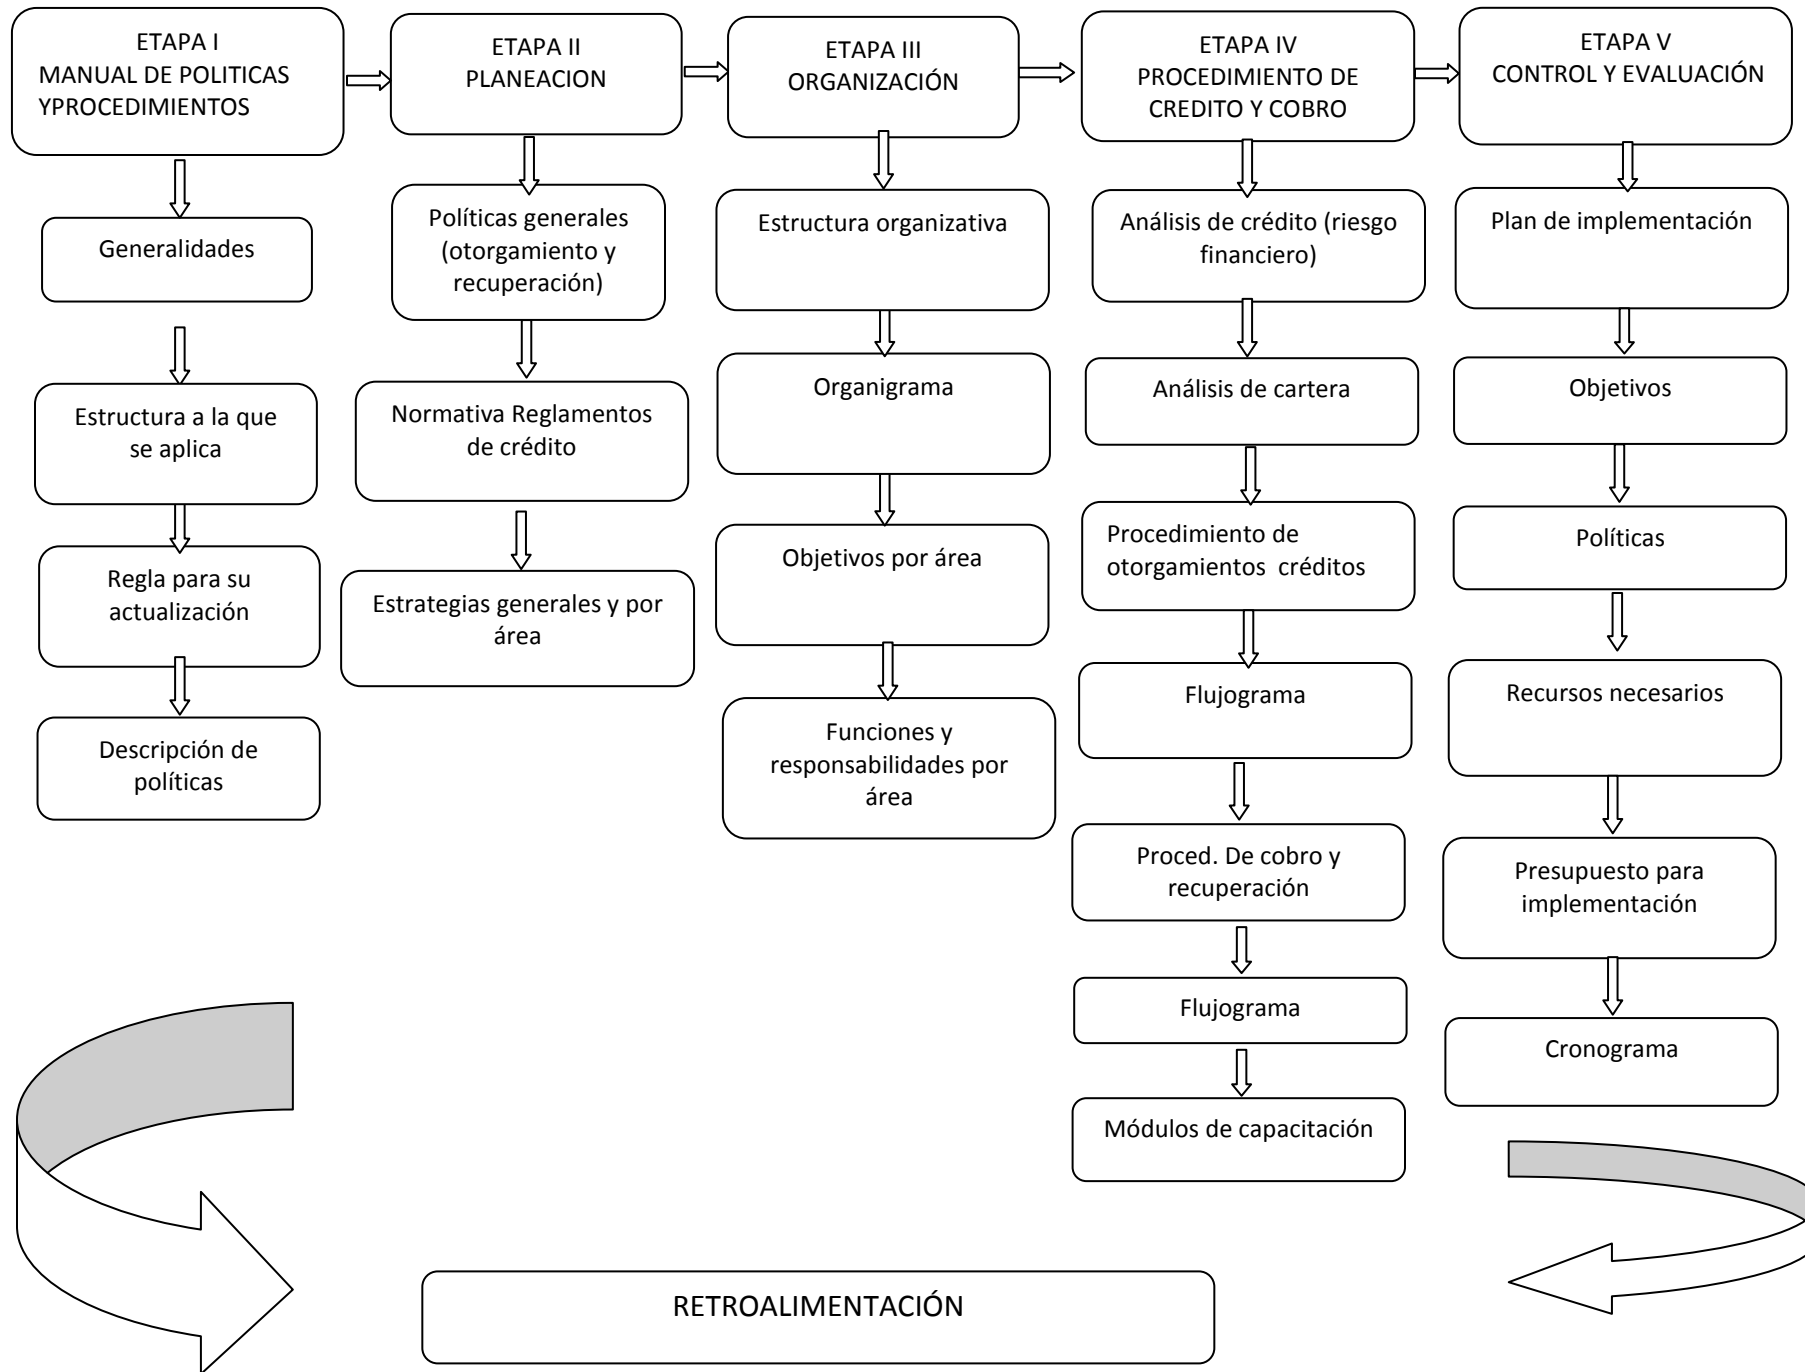 ETAPA I
MANUAL DE POLITICAS
YPROCEDIMIENTOS
Generalidades
Estructura a la que
se aplica
Regla para su
actualización
Descripción de
políticas
ETAPA II
PLANEACION
Políticas generales
(otorgamiento y
recuperación)
Normativa Reglamentos
de crédito
Estrategias generales y por
área
ETAPA III
ORGANIZACIÓN
Estructura organizativa
Organigrama
Objetivos por área
Funciones y
responsabilidades por
área
ETAPA IV
PROCEDIMIENTO DE
CREDITO Y COBRO
Análisis de crédito (riesgo
financiero)
Análisis de cartera
Procedimiento de
otorgamientos créditos
Flujograma
Proced. De cobro y
recuperación
Flujograma
Módulos de capacitación
ETAPA V
CONTROL Y EVALUACIÓN
Plan de implementación
Objetivos
Políticas
Recursos necesarios
Presupuesto para
implementación
Cronograma
RETROALIMENTACIÓN